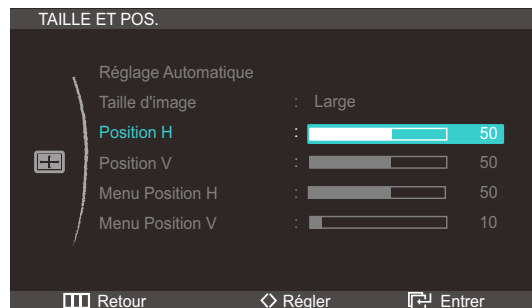 TAILLE ET POS.
Réglage Automatique
Taille d'image : Large
Position H : 50
Position V : 50
Menu Position H : 50
Menu Position V : 10
Retour Régler Entrer